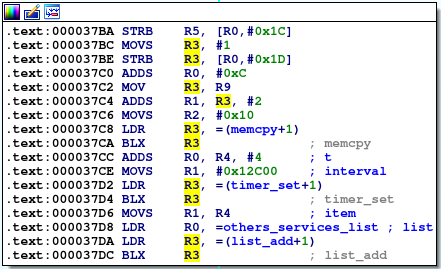 .text:000037BA STRB R5, [R0,#0x1C]
.text:000037BC MOVS R3, #1
.text:000037BE STRB R3, [R0,#0x1D]
.text:000037C0 ADDS R0, #0xC
.text:000037C2 MOV R3, R9
.text:000037C4 ADDS R1, R3, #2
.text:000037C6 MOVS R2, #0x10
.text:000037C8 LDR R3, =(memcpy+1)
.text:000037CA BLX R3 ; memcpy
.text:000037CC ADDS R0, R4, #4 ; t
.text:000037CE MOVS R1, #0x12C00 ; interval
.text:000037D2 LDR R3, =(timer_set+1)
.text:000037D4 BLX R3 ; timer_set
.text:000037D6 MOVS R1, R4 ; item
.text:000037D8 LDR R0, =others_services_list ; list
.text:000037DA LDR R3, =(list_add+1)
.text:000037DC BLX R3 ; list_add